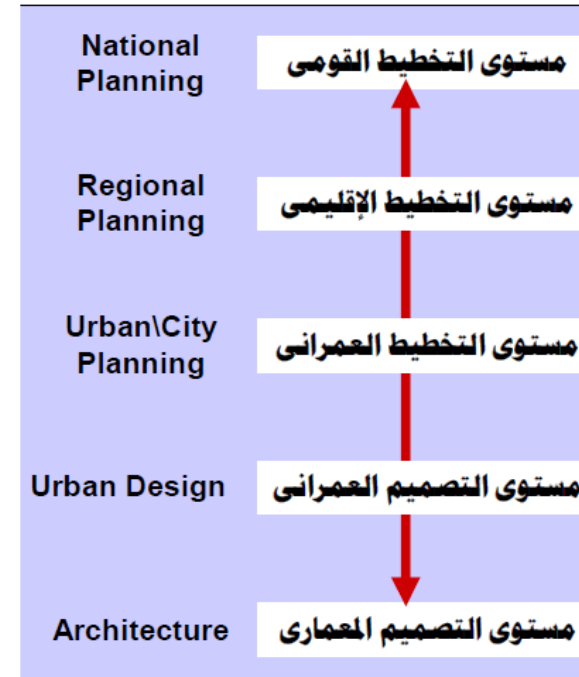 National
Planning
مستوى التخطيط القومى
Regional
Planning
مستوى التخطيط الإقليمى
Urban\City
Planning
مستوى التخطيط العمرانى
Urban Design
مستوى التصميم العمرانى
Architecture
مستوى التصميم المعمارى